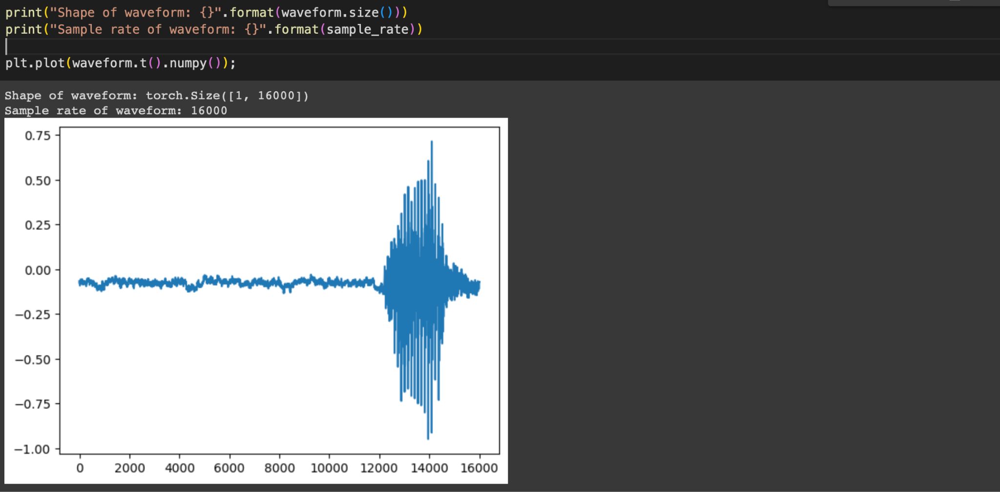 print("Shape of waveform: {}".format(waveform.size()))
print("Sample rate of waveform: {}".format(sample_rate))
plt.plot(waveform.t().numpy());
Shape of waveform: torch.Size([1, 16000])
Sample rate of waveform: 16000
0.75
0.50
0.25
0.00
−0.25
−0.50
−0.75
−1.00
0 2000 4000 6000 8000 10000 12000 14000 16000